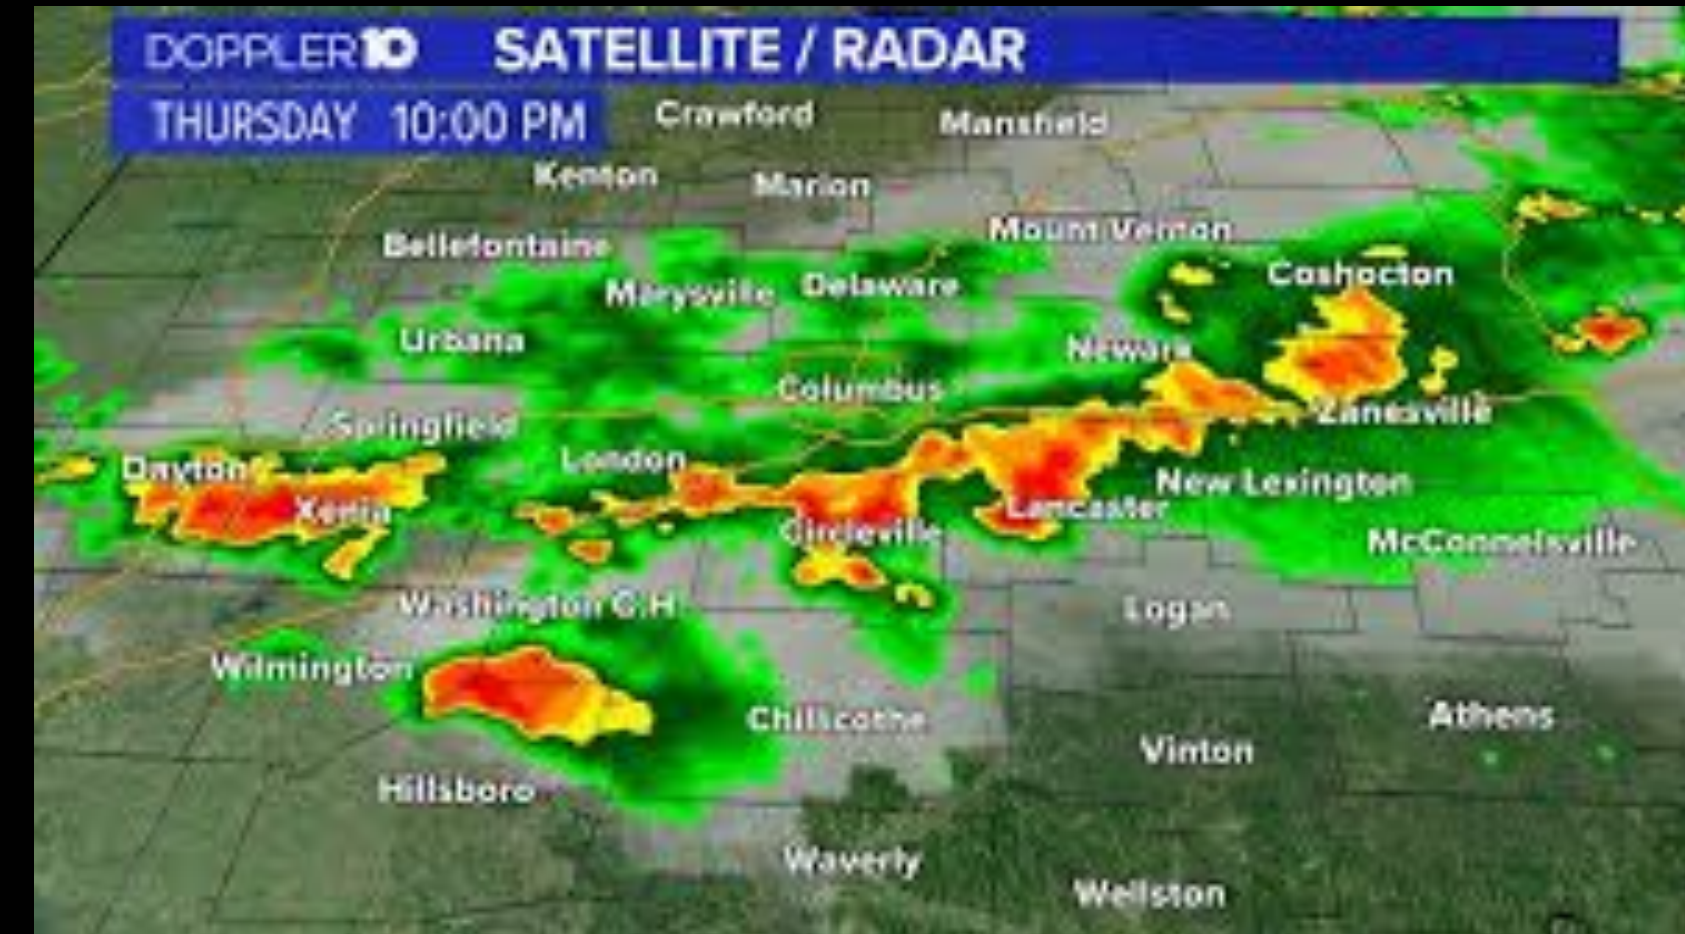 DOPPLER10 SATELLITE / RADAR
THURSDAY 10:00 PM
Crawford
Mansfield
Kenton
Marion
Mount Vernon
Bellefontaine
Coshocton
Marysville
Delaware
Urbana
Newark
Columbus
Zanesville
Springfield
London
Dayton
New Lexington
Xenia
Lancaster
Circleville
McConnelsville
Washington C.H
Logan
Wilmington
Chillicothe
Athens
Vinton
Hillsboro
Waverly
Wellston